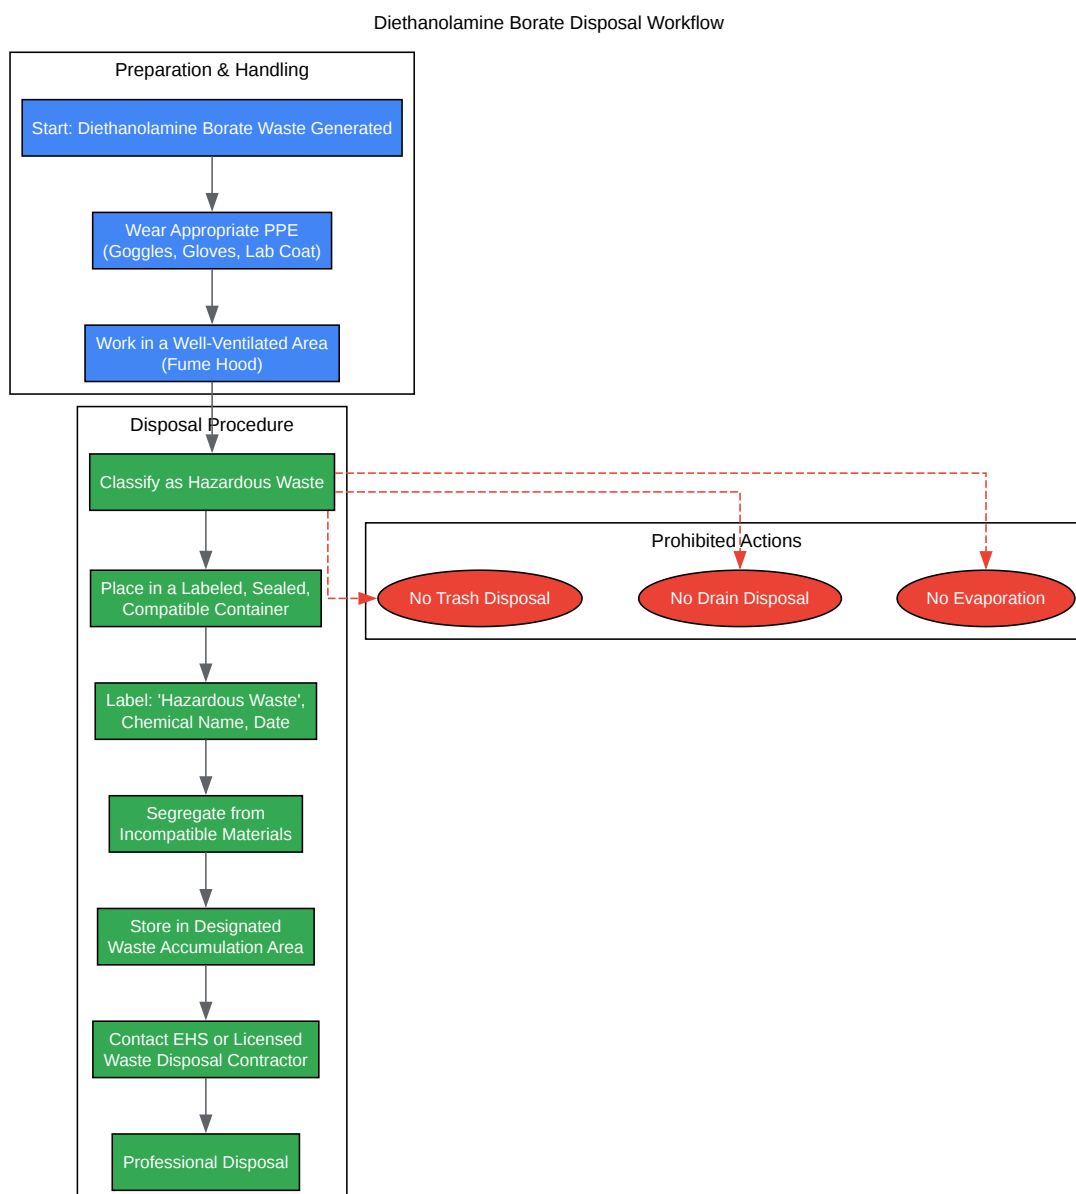 Diethanolamine Borate Disposal Workflow
Preparation & Handling
Start: Diethanolamine Borate Waste Generated
Wear Appropriate PPE
(Goggles, Gloves, Lab Coat)
Work in a Well-Ventilated Area
(Fume Hood)
Disposal Procedure
Classify as Hazardous Waste
Prohibited Actions
Place in a Labeled, Sealed,
Compatible Container
No Trash Disposal
No Drain Disposal
No Evaporation
Label: 'Hazardous Waste',
Chemical Name, Date
Segregate from
Incompatible Materials
Store in Designated
Waste Accumulation Area
Contact EHS or Licensed
Waste Disposal Contractor
Professional Disposal